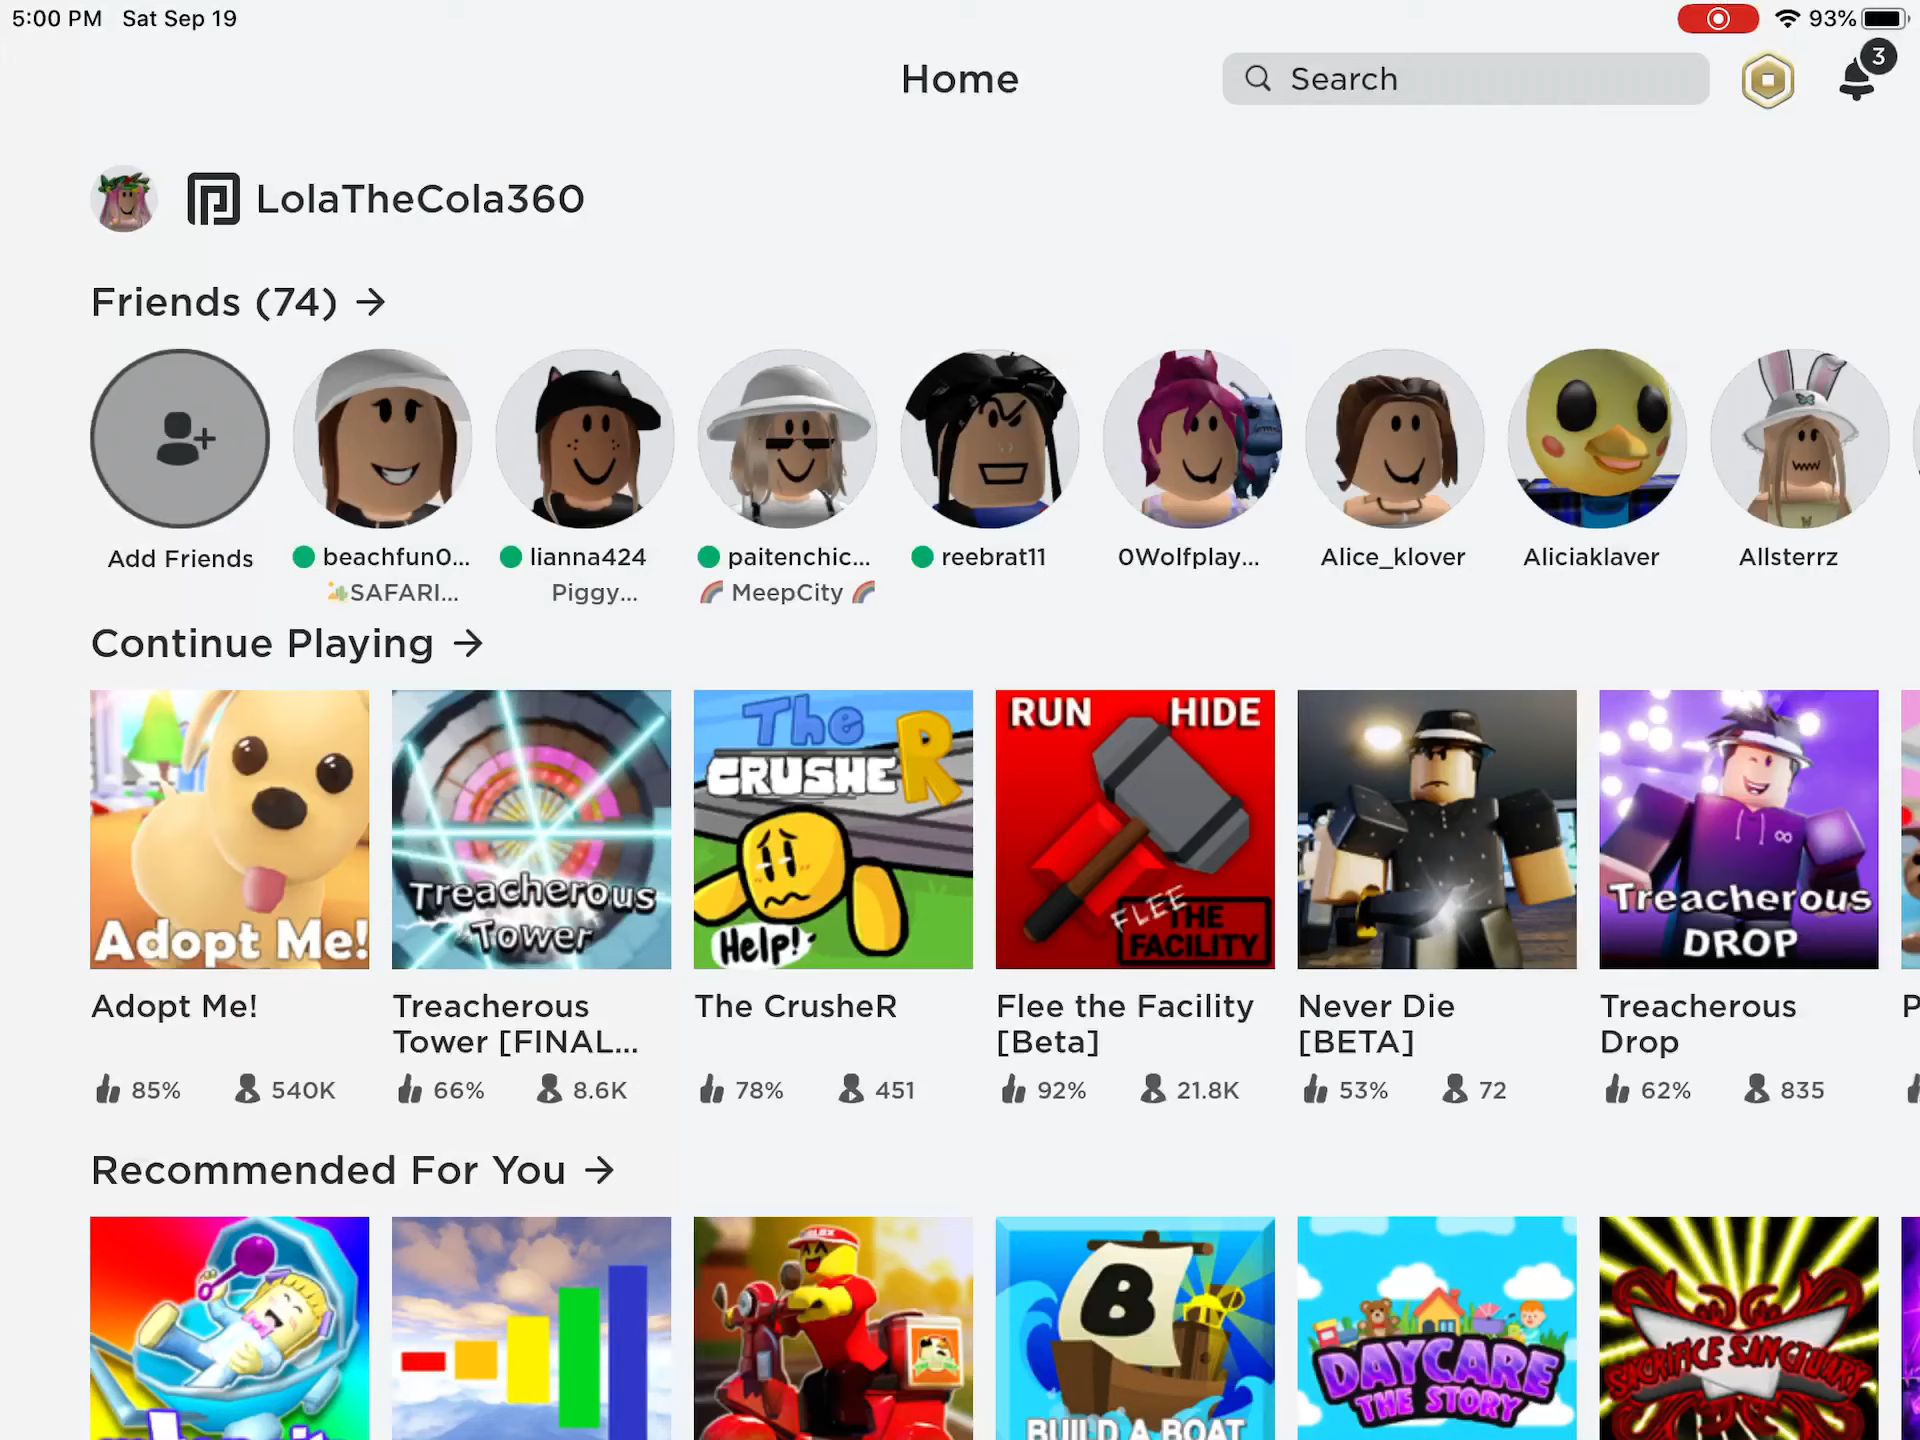 5:00 PM Sat Sep 19
93%
3
Home
Search
LolaTheCola360
Friends (74) →
Add Friends
beachfun0...
lianna424
paitenchic...
reebrat11
0Wolfplay...
Alice_klover
Aliciaklaver
Allsterrz
SAFARI...
Piggy...
MeepCity
Continue Playing →
Adopt Me!
Treacherous
Tower
The
CRUSHER
Help!
RUN HIDE
FLEE THE
FACILITY
Treacherous
DROP
Adopt Me!
Treacherous
Tower [FINAL...
The CrusheR
Flee the Facility
[Beta]
Never Die
[BETA]
Treacherous
Drop
P
85% 540K
66% 8.6K
78% 451
92% 21.8K
53% 72
62% 835
Recommended For You →
B
BUILD A BOAT
DAYCARE
THE STORY
SACRIFICE SANCTUARY